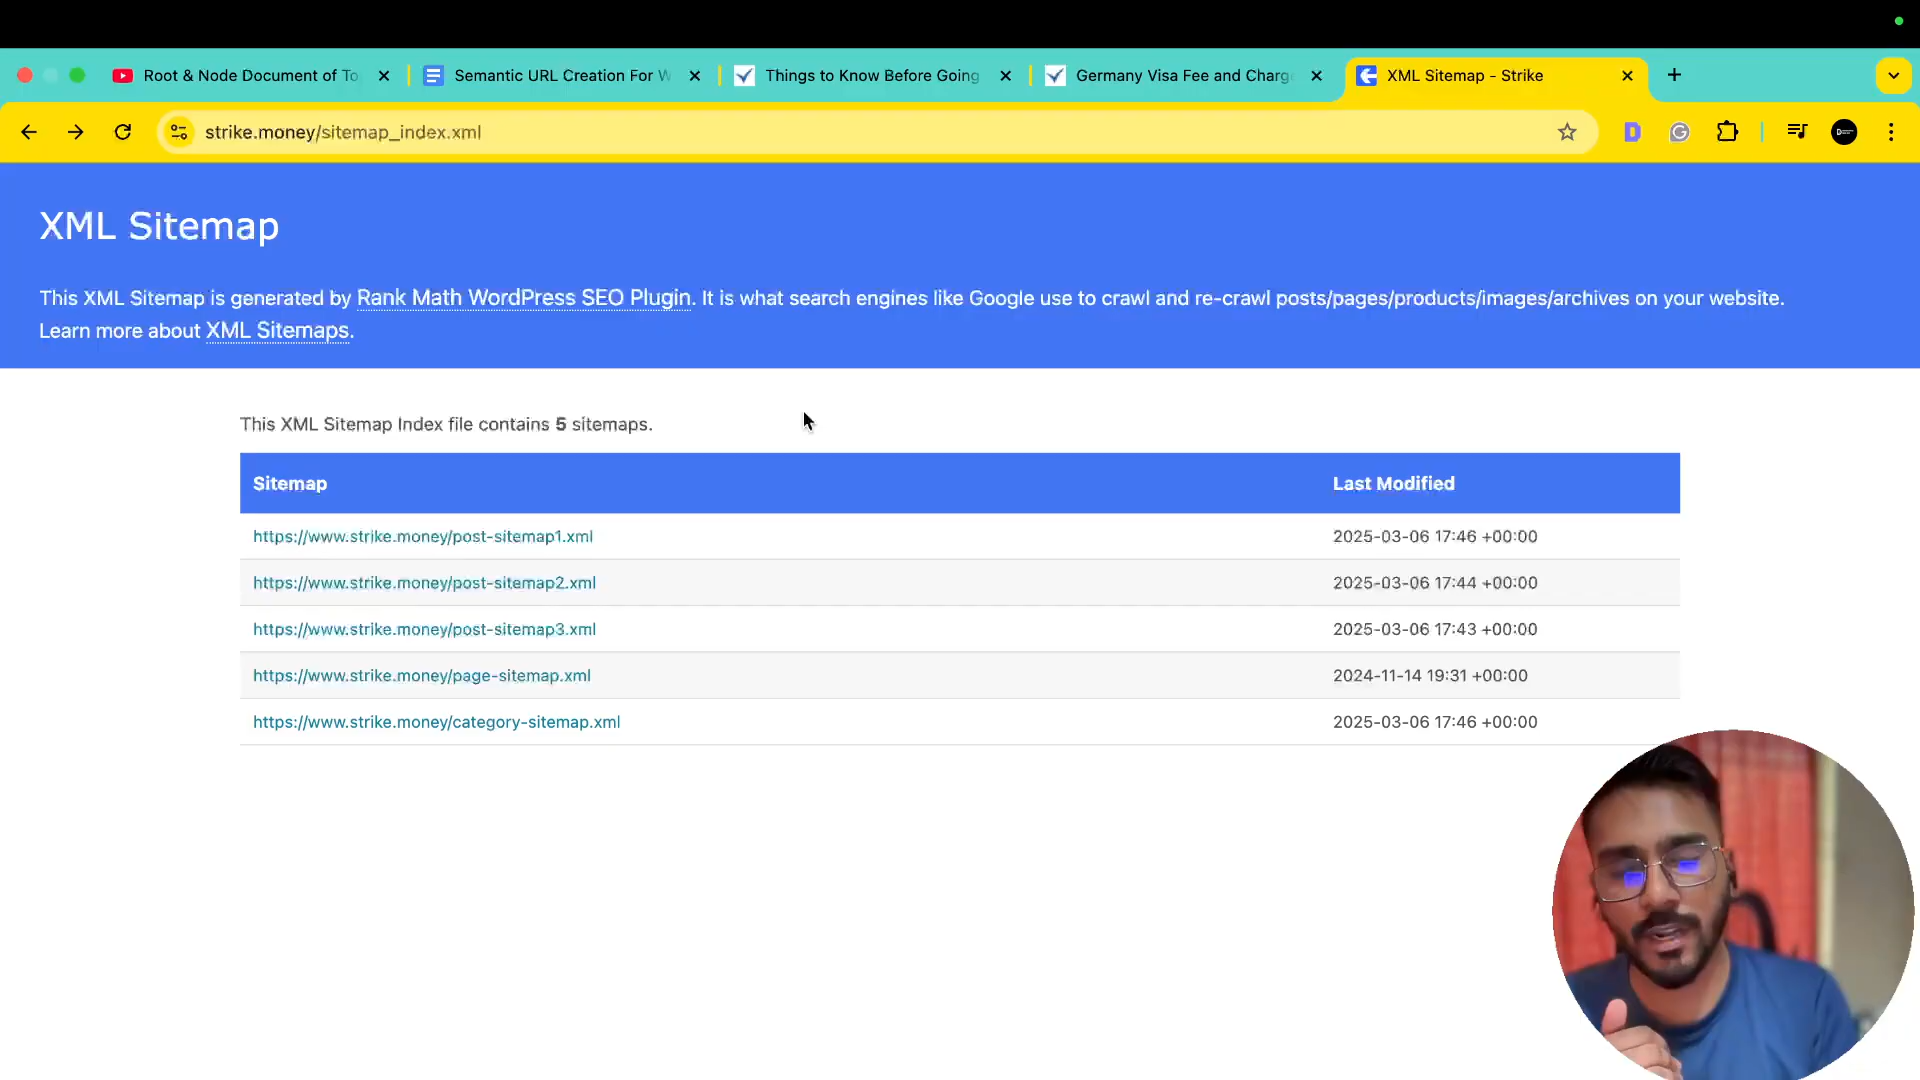 Root & Node Document of To
Semantic URL Creation For W
Things to Know Before Going
Germany Visa Fee and Charg
XML Sitemap - Strike
strike.money/sitemap_index.xml
XML Sitemap
This XML Sitemap is generated by Rank Math WordPress SEO Plugin. It is what search engines like Google use to crawl and re-crawl posts/pages/products/images/archives on your website.
Learn more about XML Sitemaps.
This XML Sitemap Index file contains 5 sitemaps.
Sitemap Last Modified
https://www.strike.money/post-sitemap1.xml 2025-03-06 17:46 +00:00
https://www.strike.money/post-sitemap2.xml 2025-03-06 17:44 +00:00
https://www.strike.money/post-sitemap3.xml 2025-03-06 17:43 +00:00
https://www.strike.money/page-sitemap.xml 2024-11-14 19:31 +00:00
https://www.strike.money/category-sitemap.xml 2025-03-06 17:46 +00:00